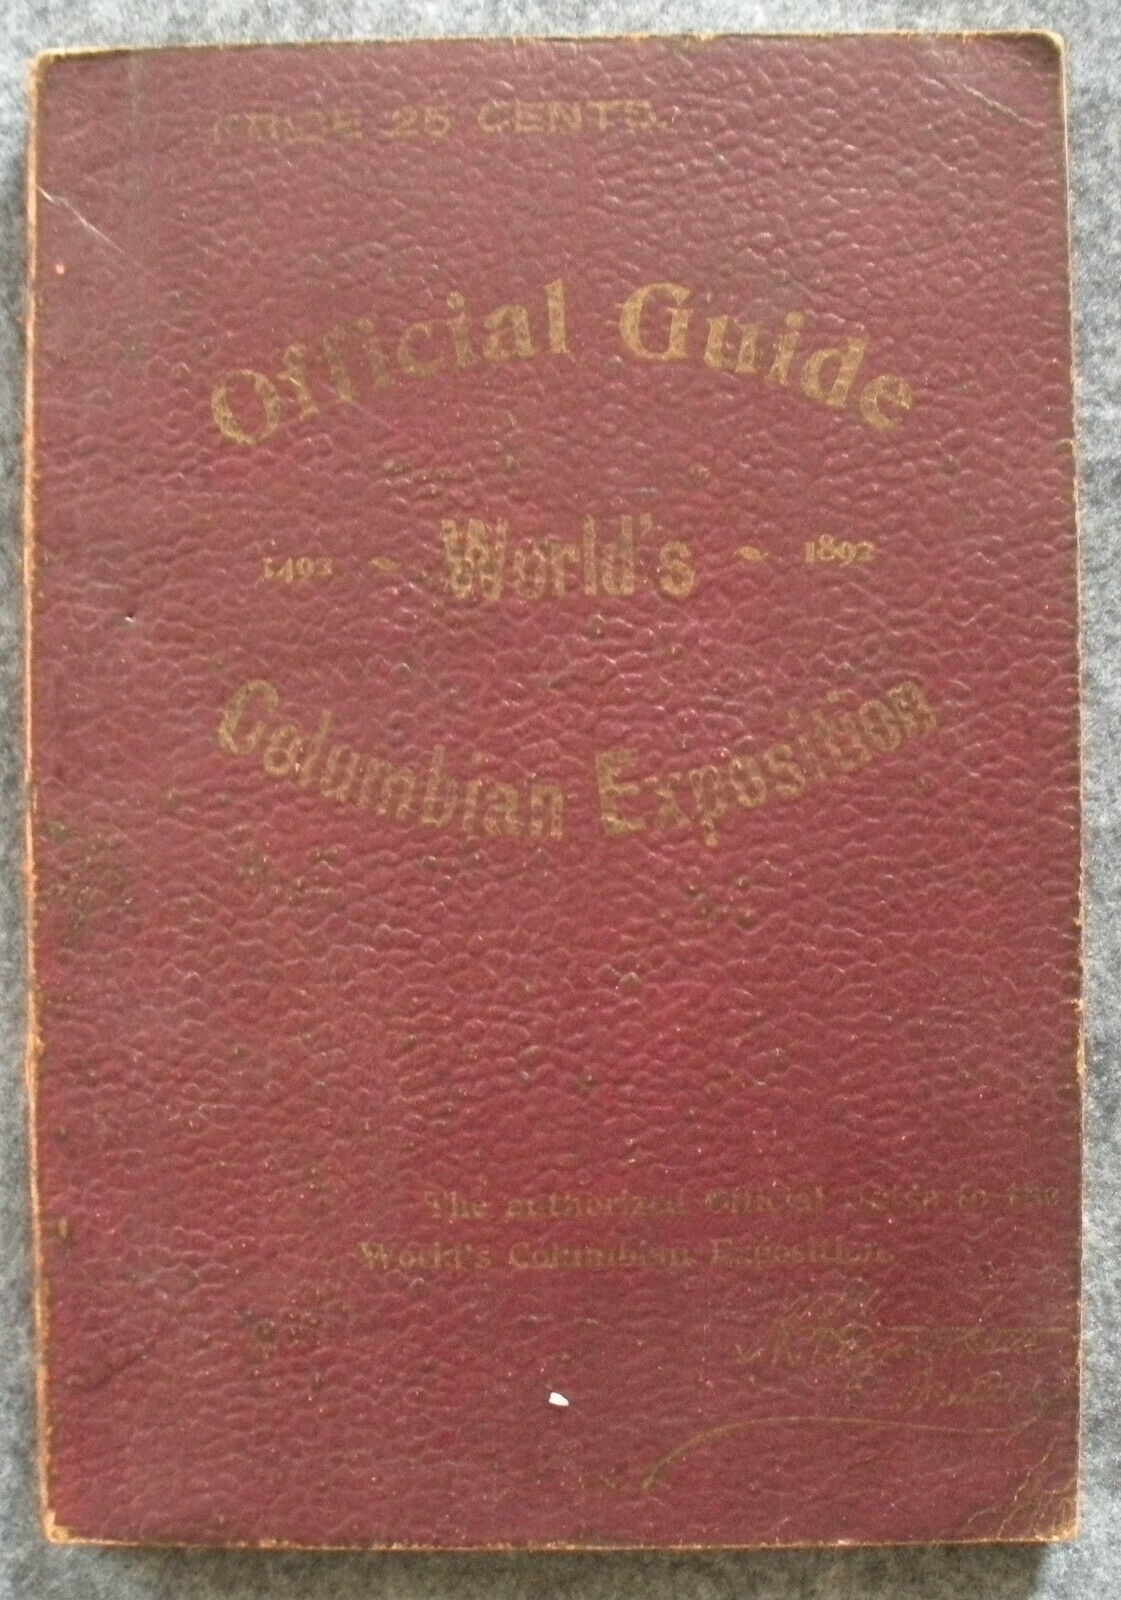 PRICE 25 CENTS.
Official Guide
1492 ~ World's ~ 1892
Columbian Exposition
The authorized Official Guide to the
World's Columbian Exposition.